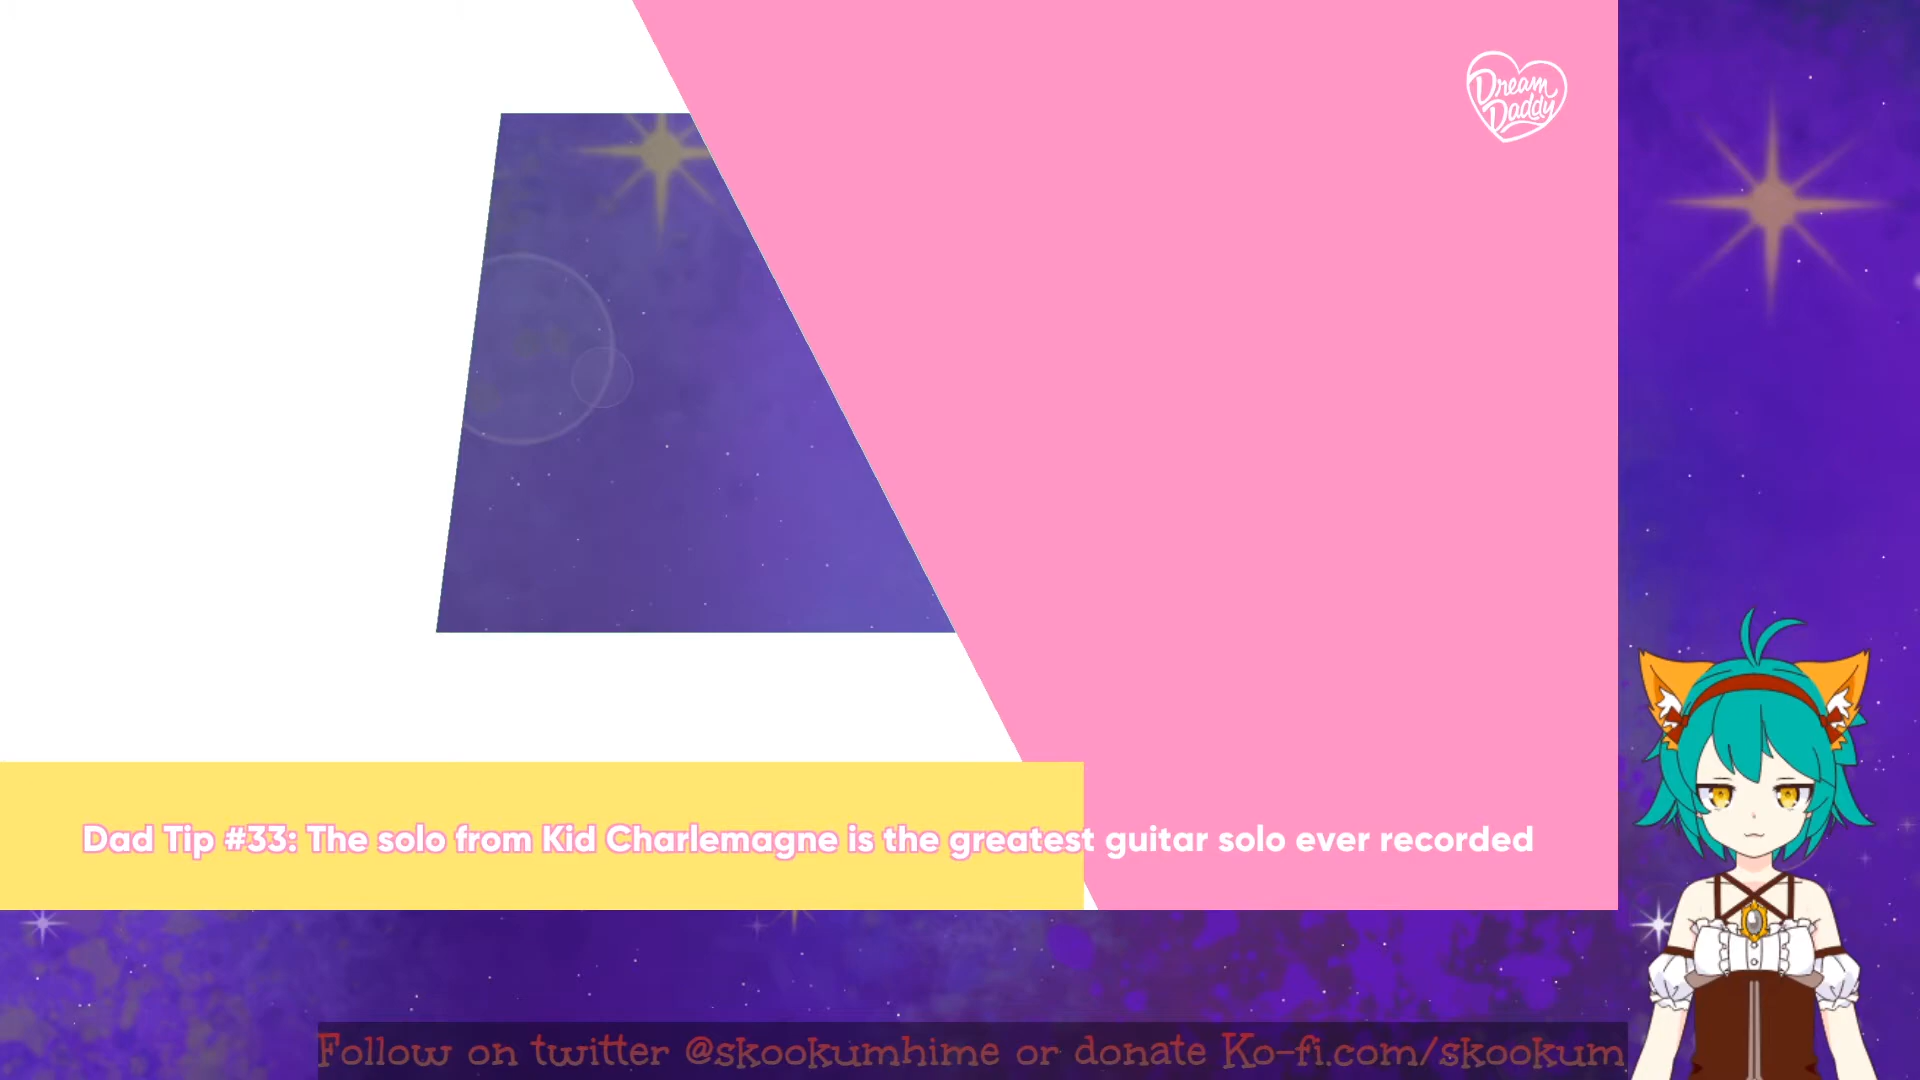 Dream
Daddy
Dad Tip #33: The solo from Kid Charlemagne is the greatest guitar solo ever recorded
Follow on twitter @skookumhime or donate Ko-fi.com/skookum